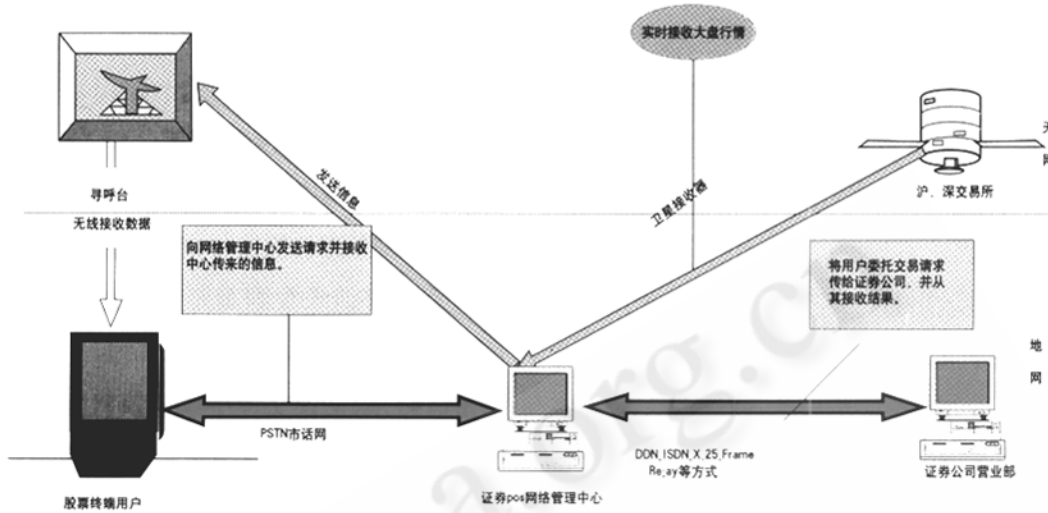 实时接收大盘行情
天
网
沪、深交易所
寻呼台
无线接收数据
发送信息
卫星接收器
向网络管理中心发送请求并接收
中心传来的信息。
将用户委托交易请求
传给证券公司,并从
其接收结果。
地
网
PSTN市话网
DDN,ISDN,X.25,Frame
Re,ay等方式
股票终端用户
证券pos网络管理中心
证券公司营业部
a.org.cn